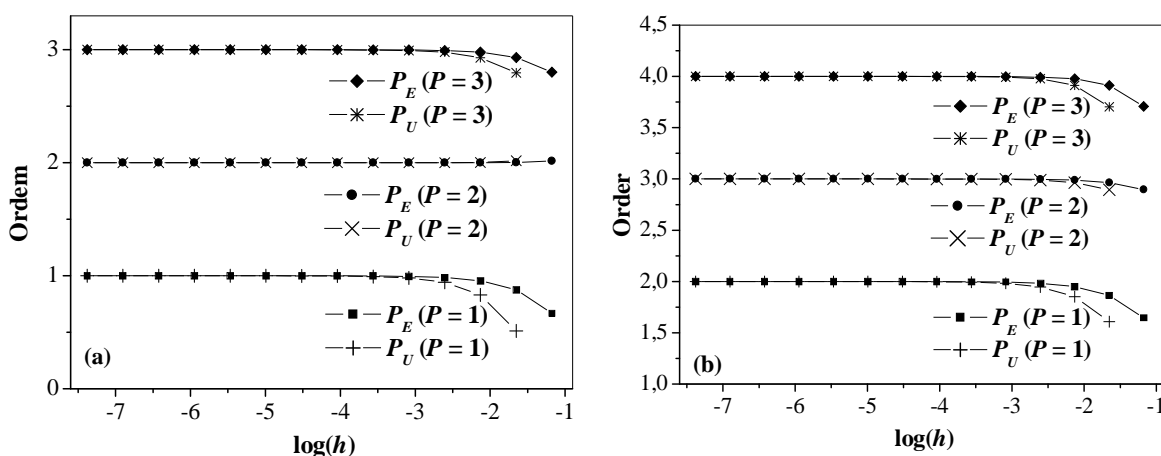 Ordem
3
2
1
0
P_E (P = 3)
P_U (P = 3)
P_E (P = 2)
P_U (P = 2)
P_E (P = 1)
P_U (P = 1)
(a)
-7 -6 -5 -4 -3 -2 -1
log(h)
Order
4,5
4,0
3,5
3,0
2,5
2,0
1,5
1,0
P_E (P = 3)
P_U (P = 3)
P_E (P = 2)
P_U (P = 2)
P_E (P = 1)
P_U (P = 1)
(b)
-7 -6 -5 -4 -3 -2 -1
log(h)